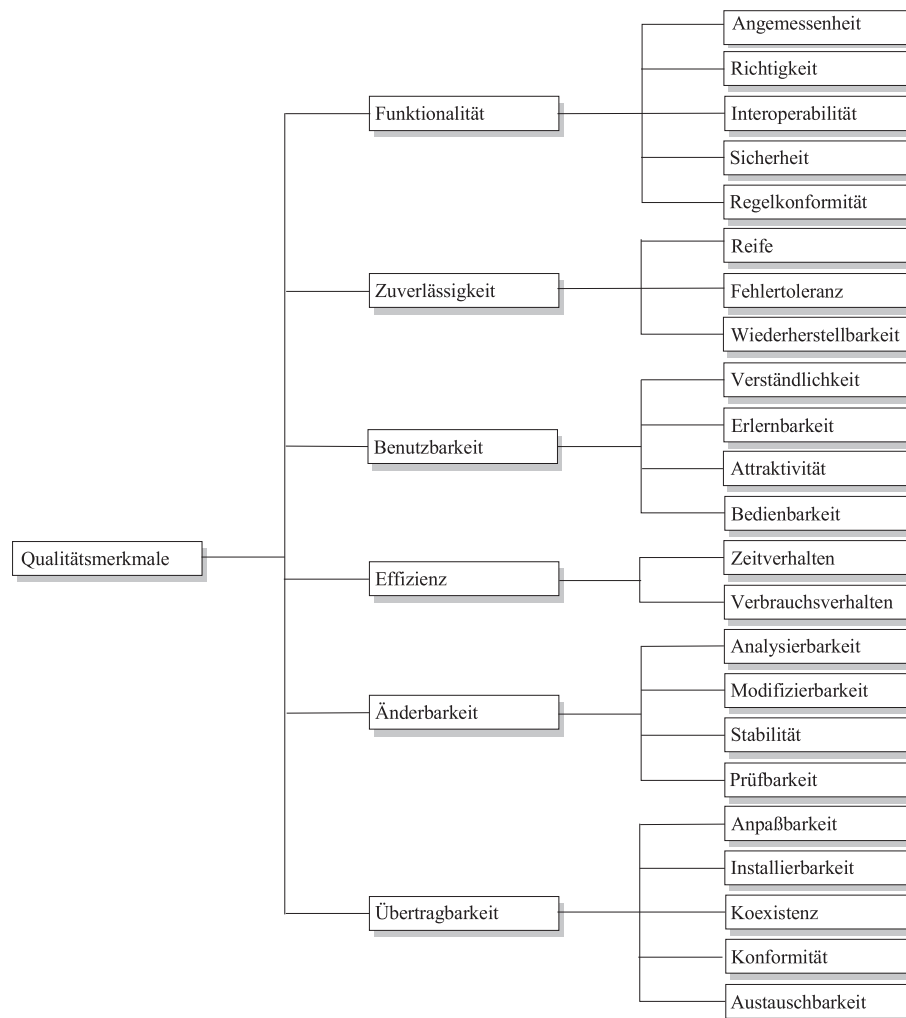 Qualitätsmerkmale
Funktionalität
Angemessenheit
Richtigkeit
Interoperabilität
Sicherheit
Regelkonformität
Zuverlässigkeit
Reife
Fehlertoleranz
Wiederherstellbarkeit
Benutzbarkeit
Verständlichkeit
Erlernbarkeit
Attraktivität
Bedienbarkeit
Effizienz
Zeitverhalten
Verbrauchsverhalten
Änderbarkeit
Analysierbarkeit
Modifizierbarkeit
Stabilität
Prüfbarkeit
Übertragbarkeit
Anpaßbarkeit
Installierbarkeit
Koexistenz
Konformität
Austauschbarkeit